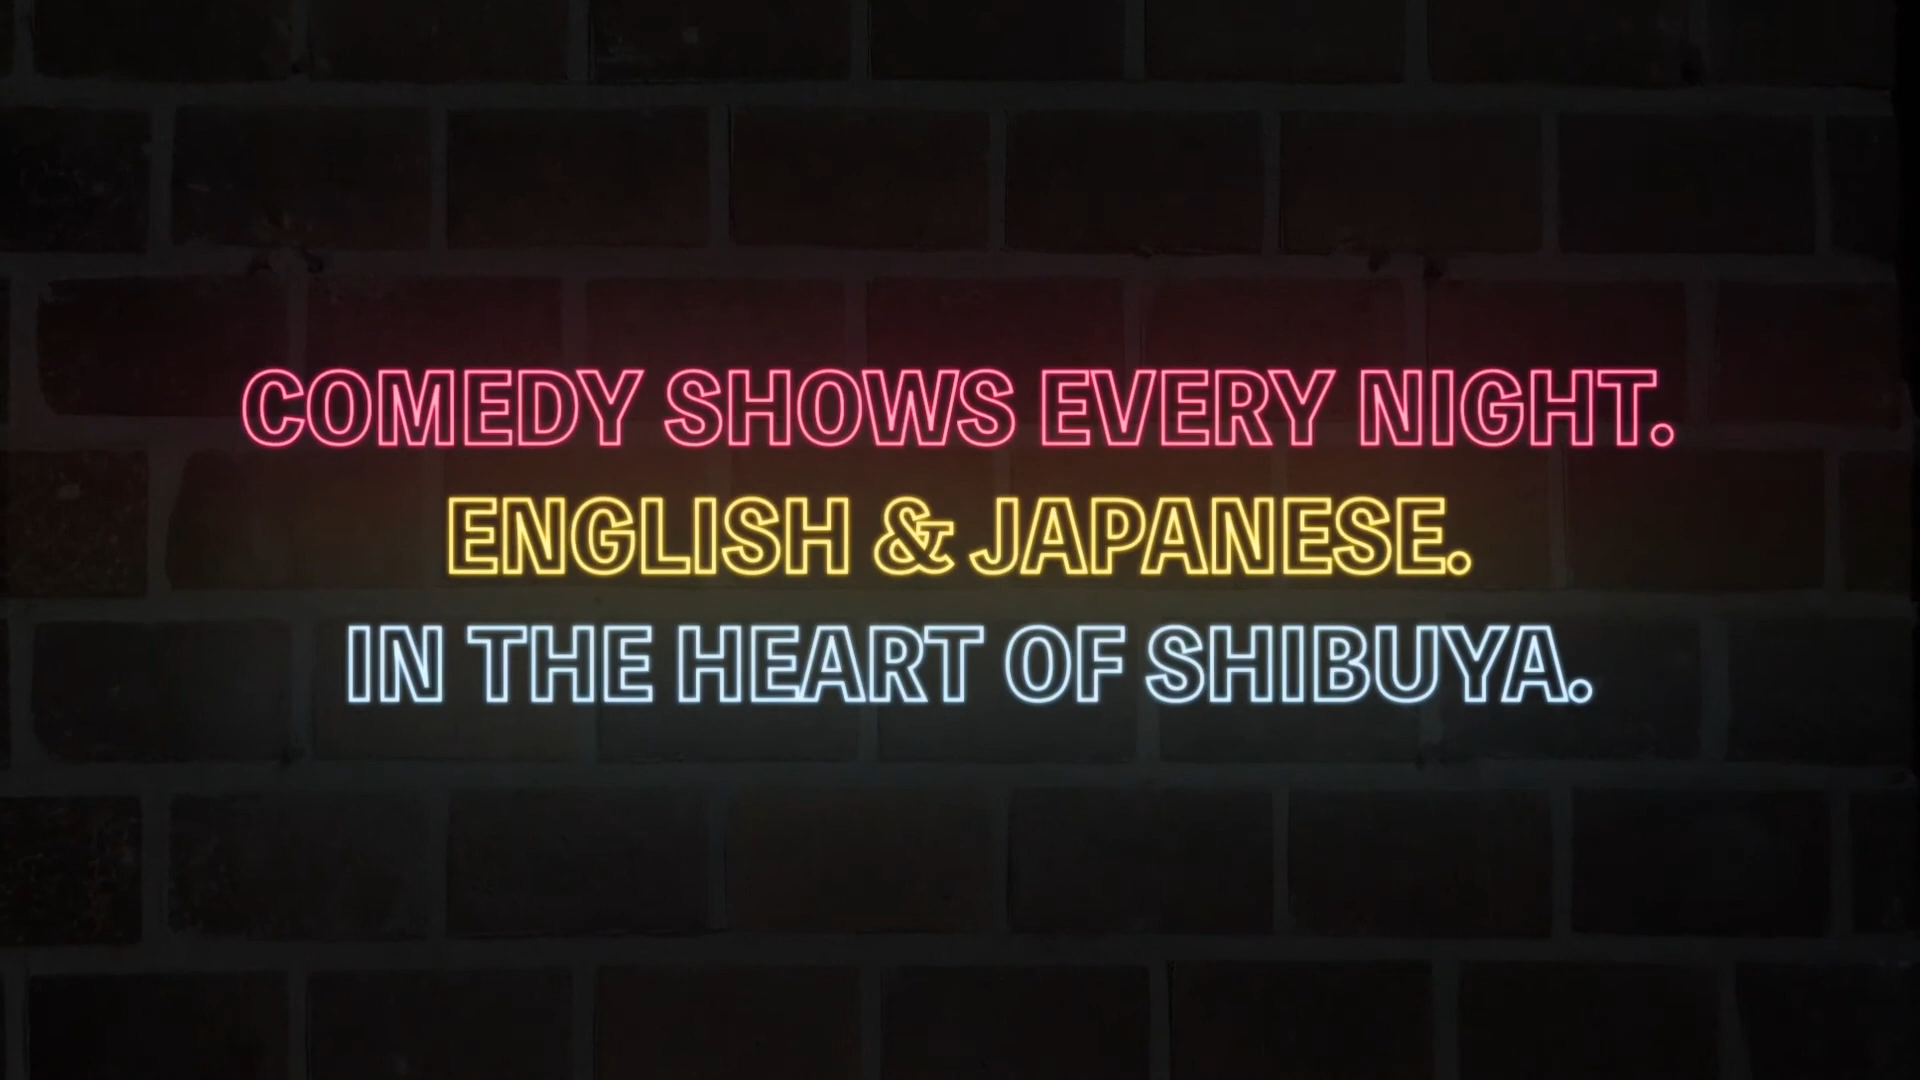 COMEDY SHOWS EVERY NIGHT.
ENGLISH & JAPANESE.
IN THE HEART OF SHIBUYA.